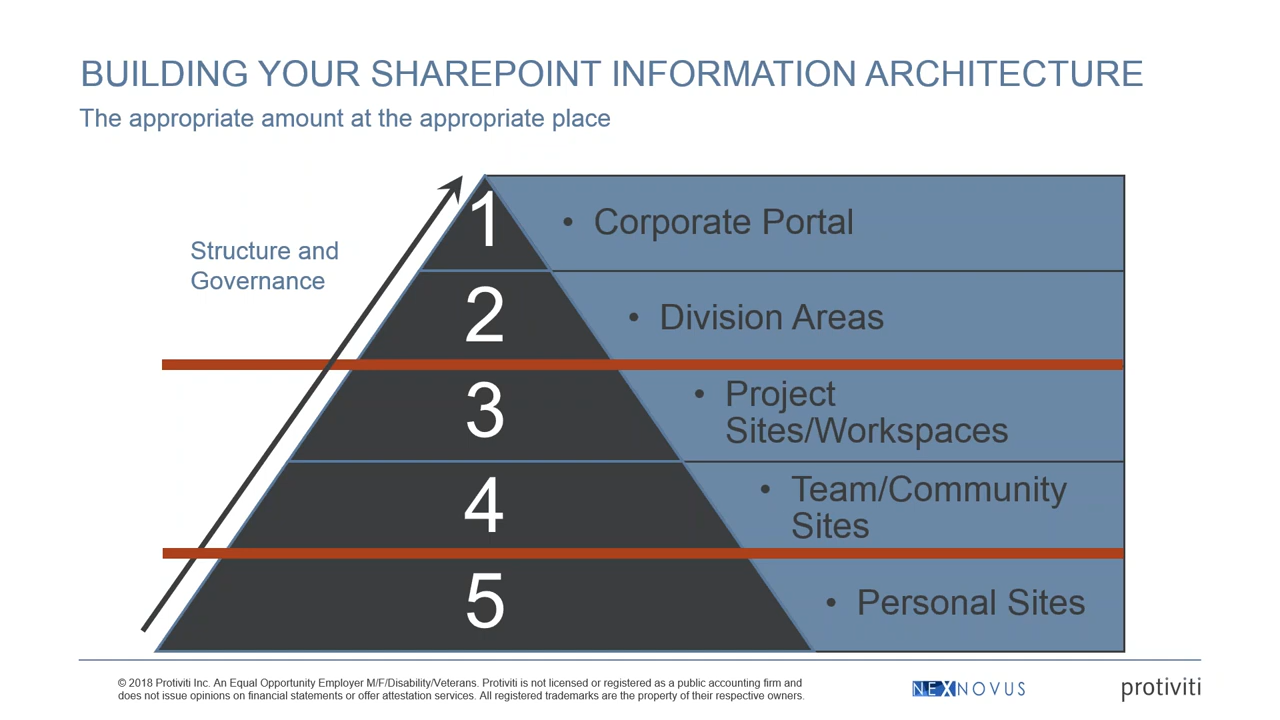 BUILDING YOUR SHAREPOINT INFORMATION ARCHITECTURE
The appropriate amount at the appropriate place
Structure and
Governance
1
• Corporate Portal
2
• Division Areas
3
• Project
Sites/Workspaces
4
• Team/Community
Sites
5
• Personal Sites
© 2018 Protiviti Inc. An Equal Opportunity Employer M/F/Disability/Veterans. Protiviti is not licensed or registered as a public accounting firm and
does not issue opinions on financial statements or offer attestation services. All registered trademarks are the property of their respective owners.
NEXNOVUS
protiviti